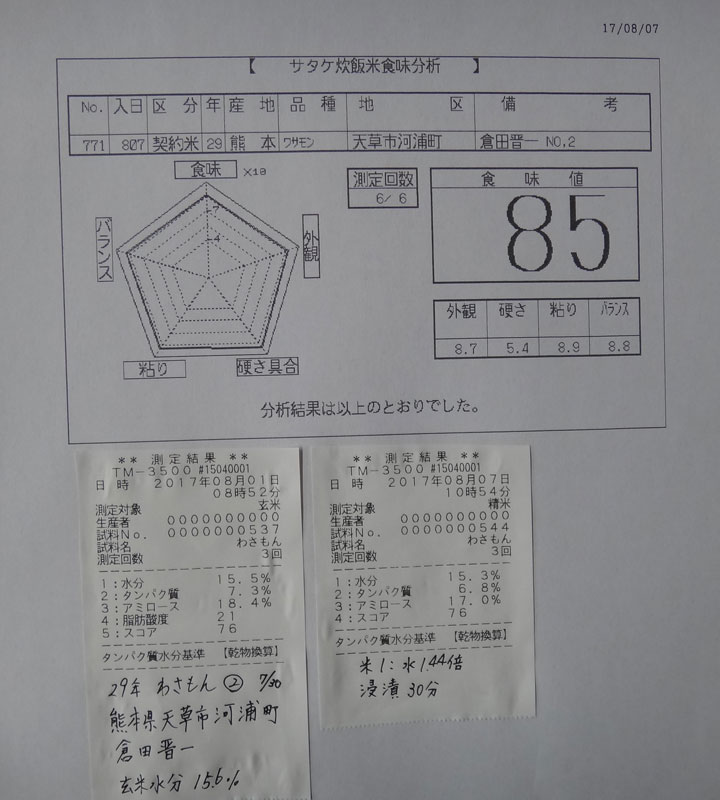 17/08/07
【 サタケ炊飯米食味分析 】
No. 入日 区 分 年 産 地 品 種 地 区 備 考
771 807 契約米 29 熊 本 ワサモン 天草市河浦町 倉田晋一 NO,2
食味 ×10
バランス
外観
粘り
硬さ具合
7
4
測定回数
6/ 6
食 味 値
85
外観 硬さ 粘り バランス
8.7 5.4 8.9 8.8
分析結果は以上のとおりでした。
** 測定結果 **
TM-3500 #15040001
日 時 2017年08月01日
08時52分
測定対象 玄米
生産者 0000000000
試料No. 0000000537
試料名 わさもん
測定回数 3回
1:水分 15.5%
2:タンパク質 7.3%
3:アミロース 18.4%
4:脂肪酸度 21
5:スコア 76
タンパク質水分基準 【乾物換算】
29年 わさもん ② 7/30
熊本県天草市河浦町
倉田晋一
玄米水分 15.6%
** 測定結果 **
TM-3500 #15040001
日 時 2017年08月07日
10時54分
測定対象 精米
生産者 0000000000
試料No. 0000000544
試料名 わさもん
測定回数 3回
1:水分 15.3%
2:タンパク質 6.8%
3:アミロース 17.0%
4:スコア 76
タンパク質水分基準 【乾物換算】
米1:水1.44倍
浸漬30分